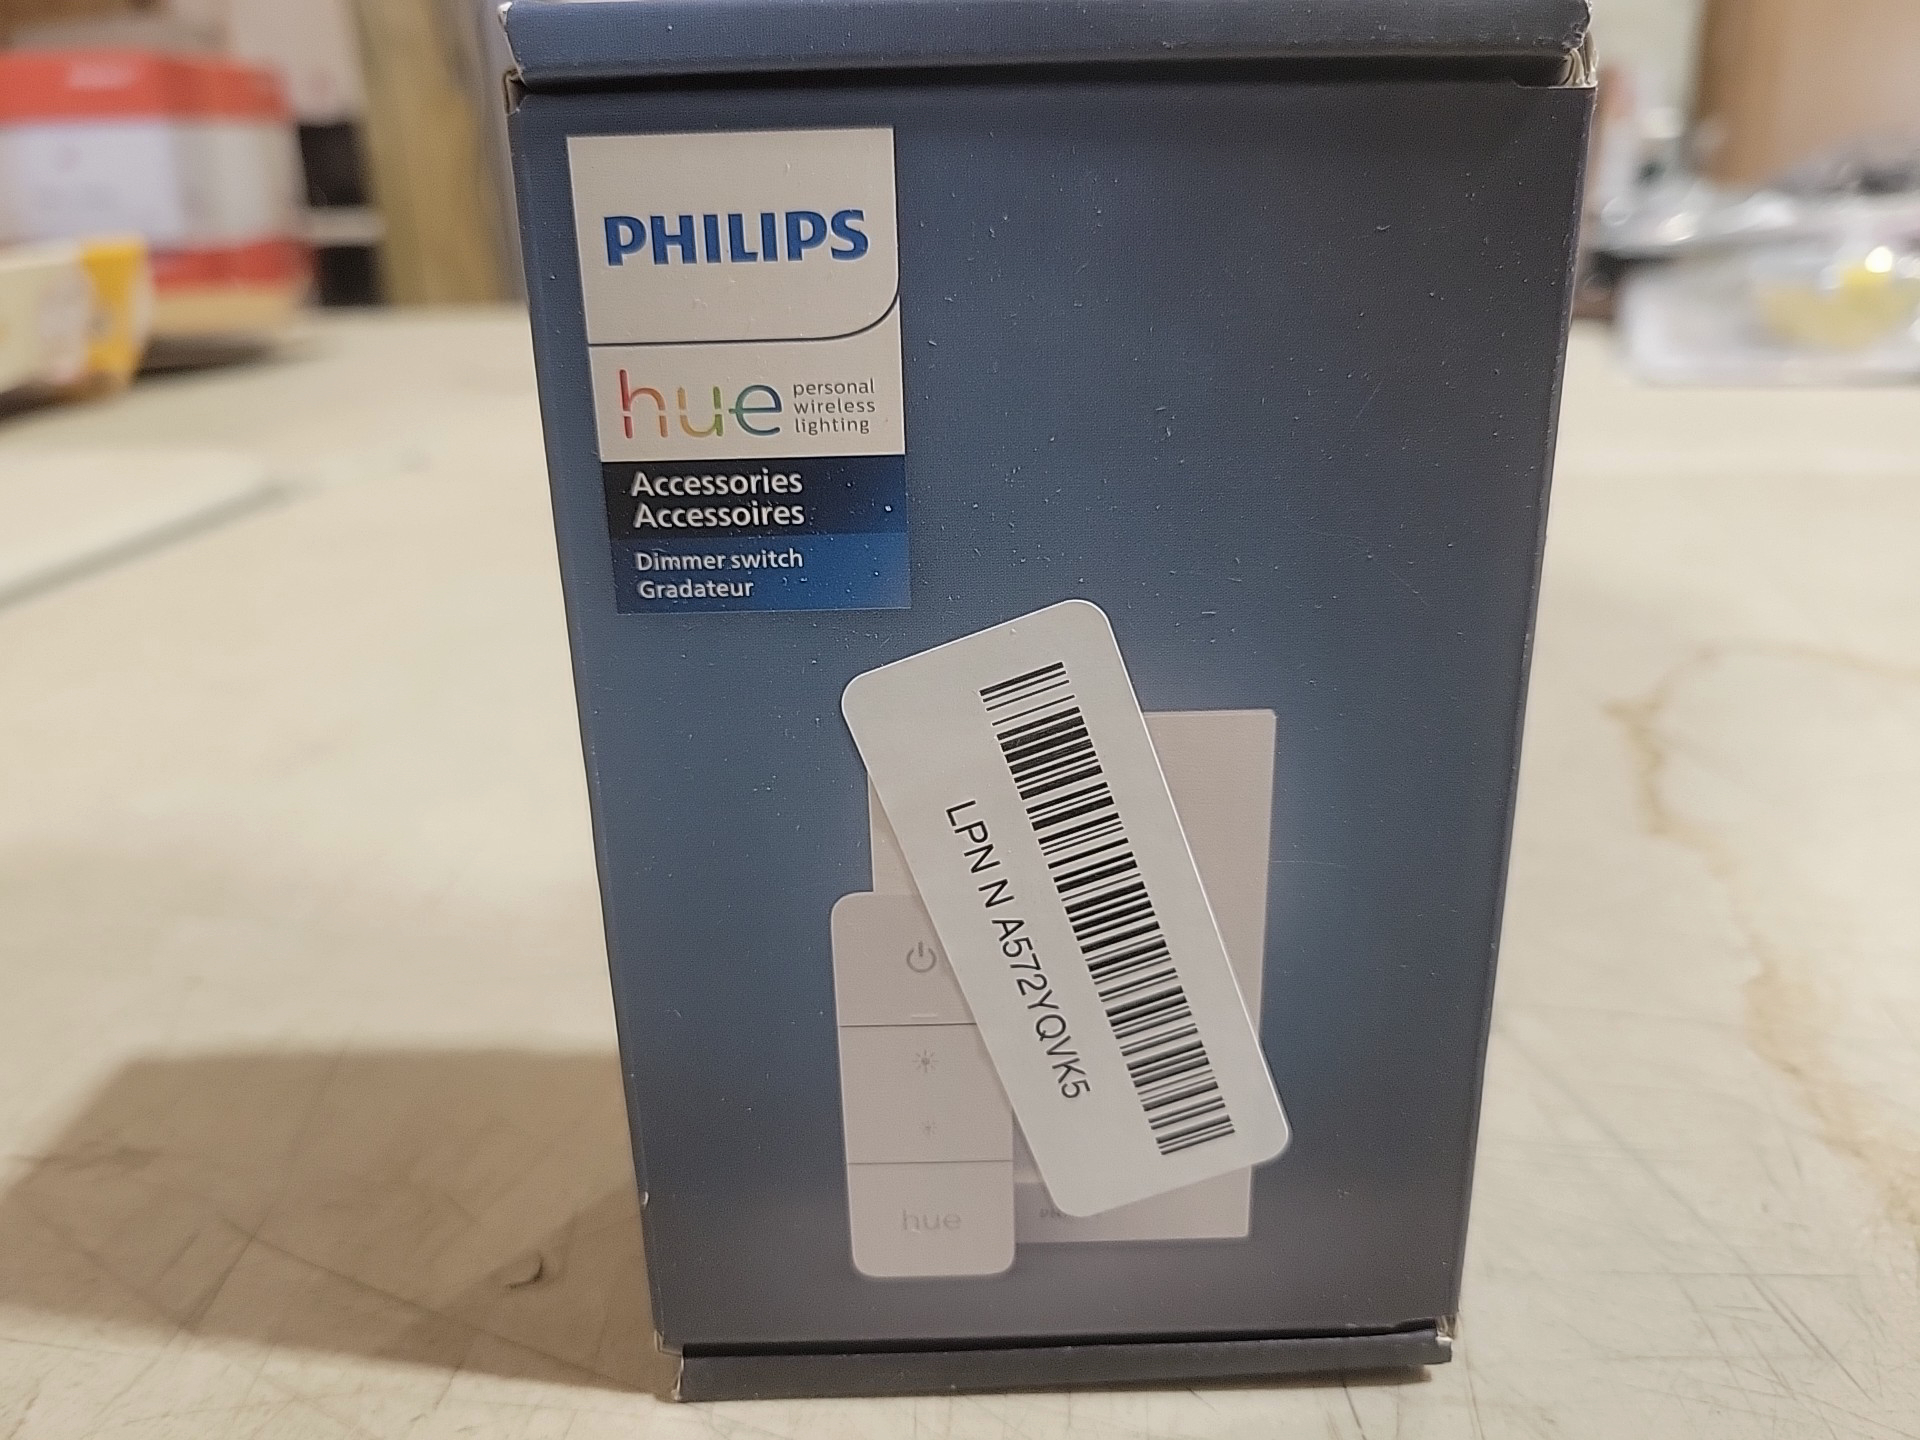 PHILIPS
hue
personal
wireless
lighting
Accessories
Accessoires
Dimmer switch
Gradateur
LPN N A572YQVK5
hue